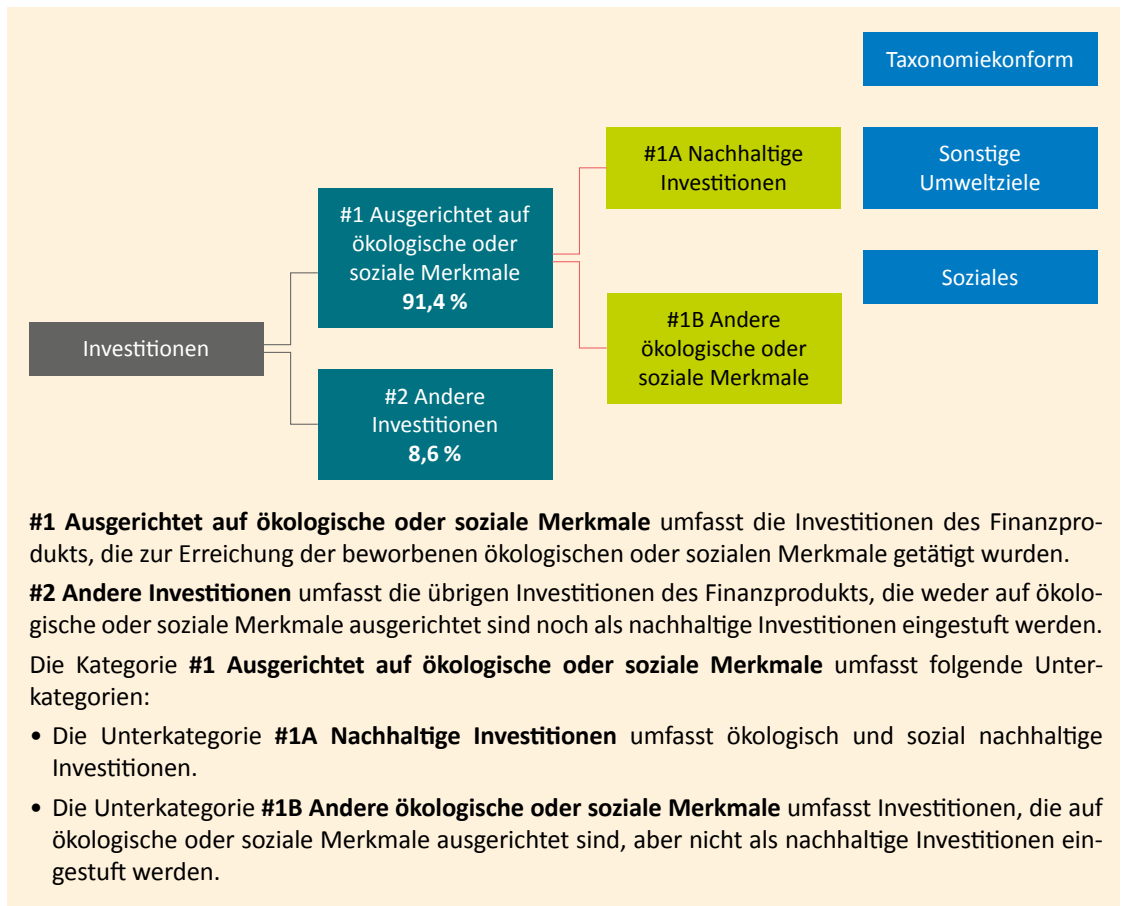 Taxonomiekonform
#1A Nachhaltige
Investitionen
Sonstige
Umweltziele
#1 Ausgerichtet auf
ökologische oder
soziale Merkmale
91,4 %
Soziales
#1B Andere
ökologische oder
soziale Merkmale
Investitionen
#2 Andere
Investitionen
8,6 %
#1 Ausgerichtet auf ökologische oder soziale Merkmale umfasst die Investitionen des Finanzpro-
dukts, die zur Erreichung der beworbenen ökologischen oder sozialen Merkmale getätigt wurden.
#2 Andere Investitionen umfasst die übrigen Investitionen des Finanzprodukts, die weder auf ökolo-
gische oder soziale Merkmale ausgerichtet sind noch als nachhaltige Investitionen eingestuft werden.
Die Kategorie #1 Ausgerichtet auf ökologische oder soziale Merkmale umfasst folgende Unter-
kategorien:
• Die Unterkategorie #1A Nachhaltige Investitionen umfasst ökologisch und sozial nachhaltige
Investitionen.
• Die Unterkategorie #1B Andere ökologische oder soziale Merkmale umfasst Investitionen, die auf
ökologische oder soziale Merkmale ausgerichtet sind, aber nicht als nachhaltige Investitionen ein-
gestuft werden.